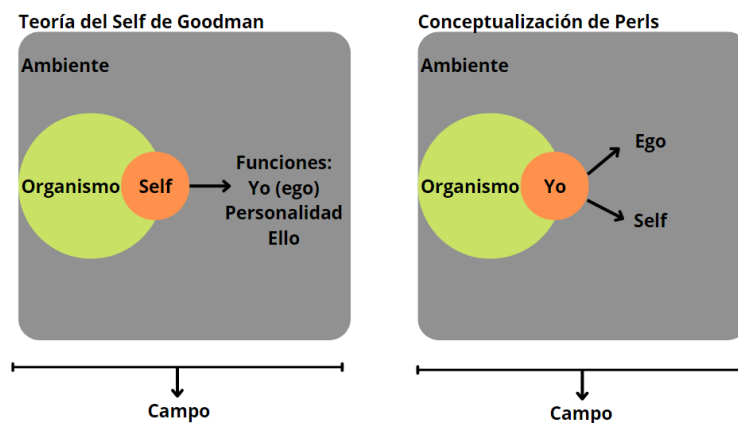 Teoría del Self de Goodman
Ambiente
Organismo
Self
Funciones:
Yo (ego)
Personalidad
Ello
Campo
Conceptualización de Perls
Ambiente
Organismo
Yo
Ego
Self
Campo